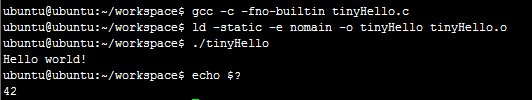 ubuntu@ubuntu:~/workspace$ gcc -c -fno-builtin tinyHello.c
ubuntu@ubuntu:~/workspace$ ld -static -e nomain -o tinyHello tinyHello.o
ubuntu@ubuntu:~/workspace$ ./tinyHello
Hello world!
ubuntu@ubuntu:~/workspace$ echo $?
42